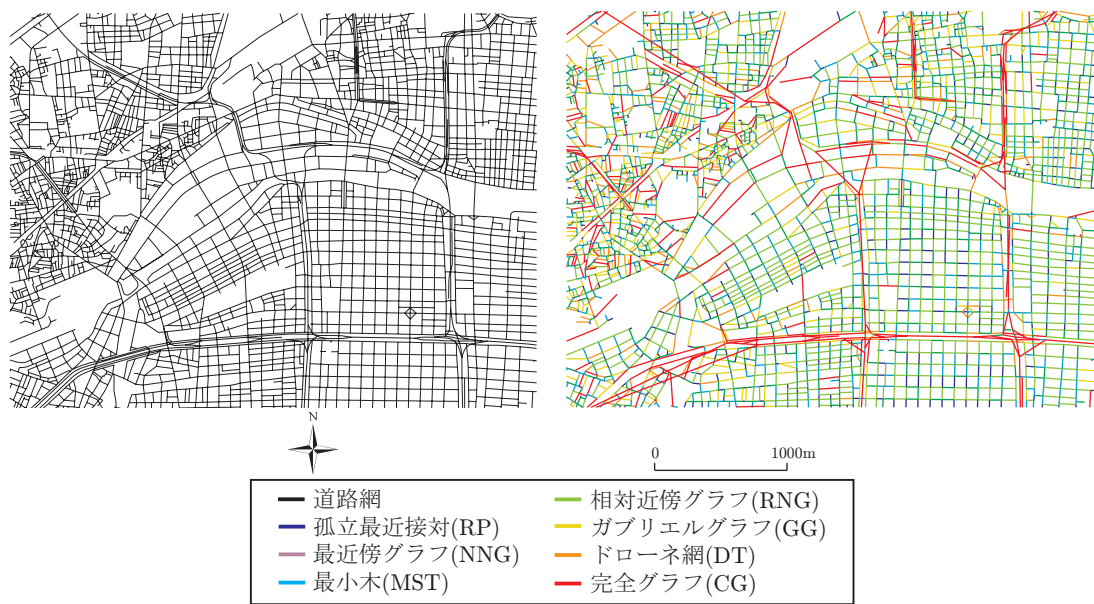 N
0 1000m
道路網
孤立最近接対(RP)
最近傍グラフ(NNG)
最小木(MST)
相対近傍グラフ(RNG)
ガブリエルグラフ(GG)
ドローネ網(DT)
完全グラフ(CG)